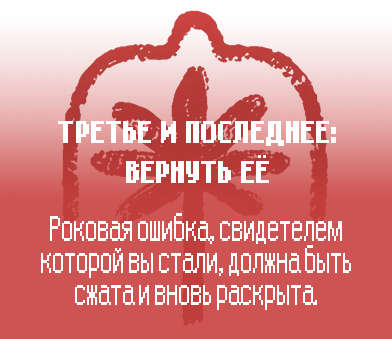 ТРЕТЬЕ И ПОСЛЕДНЕЕ:
ВЕРНУТЬ ЕЁ
Роковая ошибка, свидетелем
которой вы стали, должна быть
сжата и вновь раскрыта.